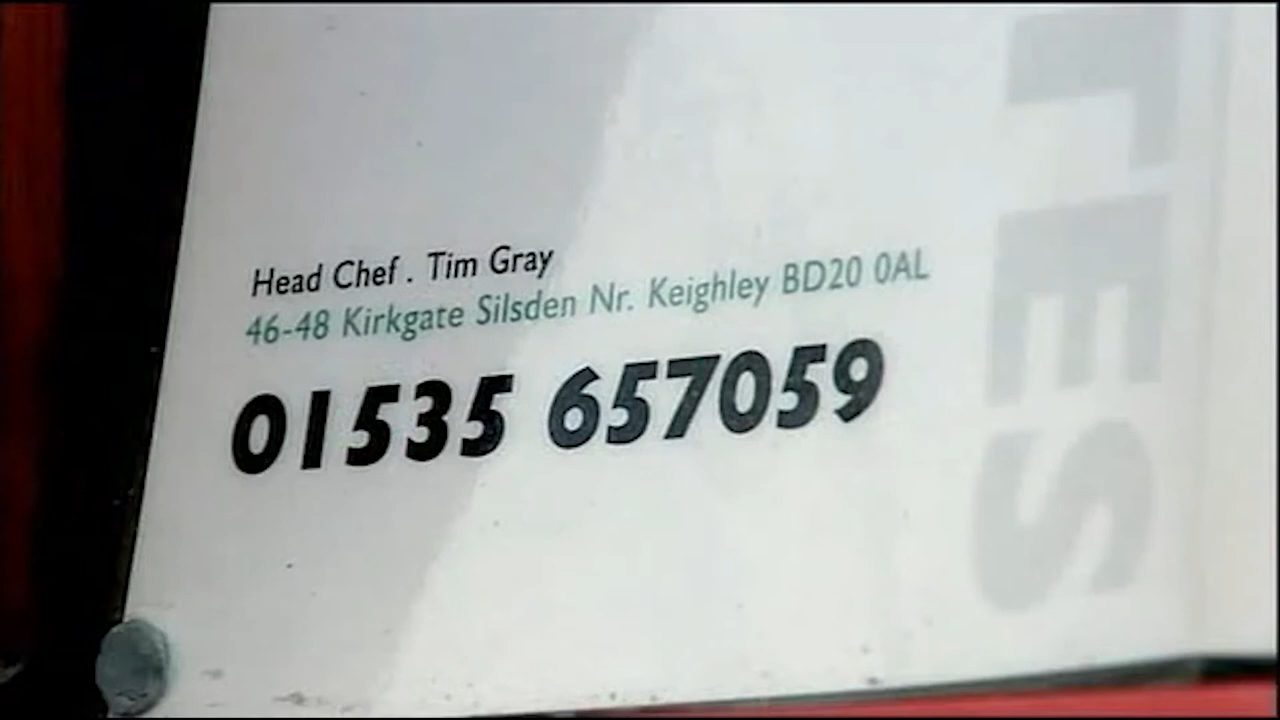 Head Chef . Tim Gray
46-48 Kirkgate Silsden Nr. Keighley BD20 0AL
01535 657059